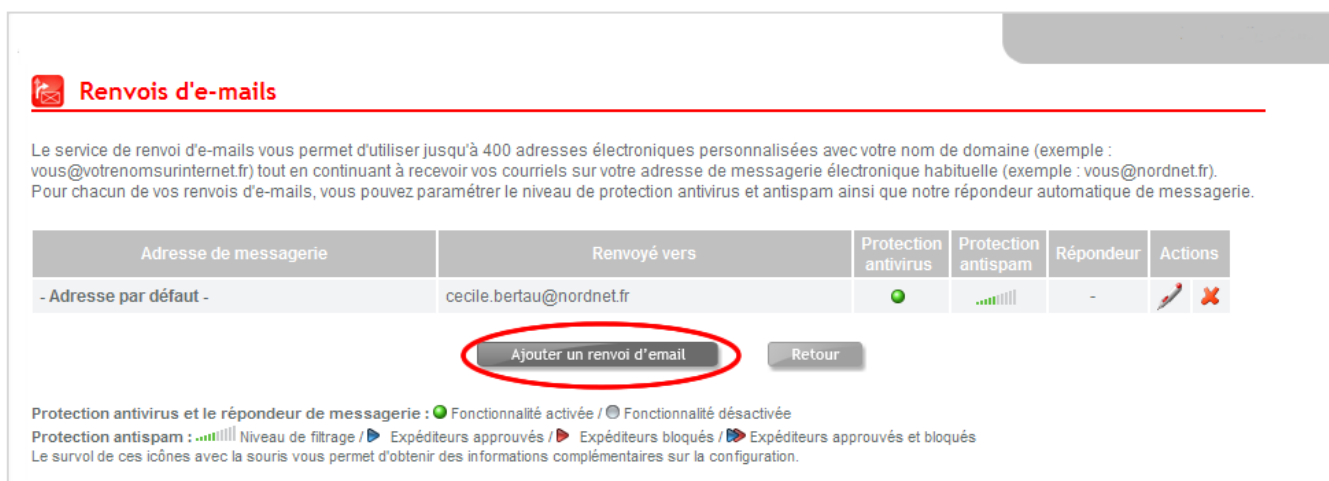 Renvois d'e-mails
Le service de renvoi d'e-mails vous permet d'utiliser jusqu'à 400 adresses électroniques personnalisées avec votre nom de domaine (exemple :
vous@votrenomsurinternet.fr) tout en continuant à recevoir vos courriels sur votre adresse de messagerie électronique habituelle (exemple : vous@nordnet.fr).
Pour chacun de vos renvois d'e-mails, vous pouvez paramétrer le niveau de protection antivirus et antispam ainsi que notre répondeur automatique de messagerie.
Adresse de messagerie Renvoyé vers Protection antivirus Protection antispam Répondeur Actions
- Adresse par défaut - cecile.bertau@nordnet.fr -
Ajouter un renvoi d'email Retour
Protection antivirus et le répondeur de messagerie : Fonctionnalité activée / Fonctionnalité désactivée
Protection antispam : Niveau de filtrage / Expéditeurs approuvés / Expéditeurs bloqués / Expéditeurs approuvés et bloqués
Le survol de ces icônes avec la souris vous permet d'obtenir des informations complémentaires sur la configuration.